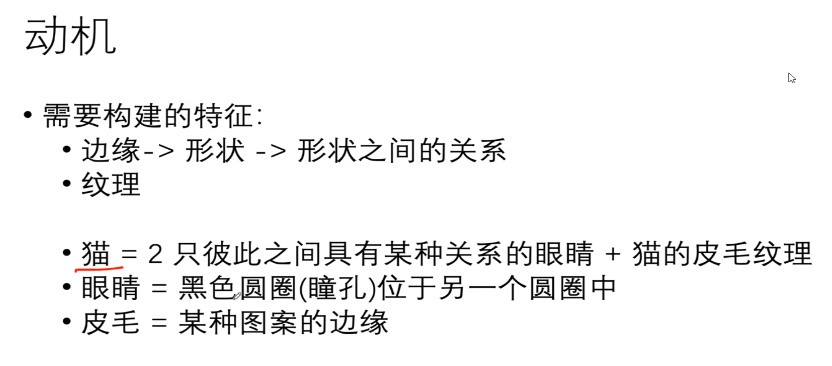 动机
• 需要构建的特征：
• 边缘-> 形状 -> 形状之间的关系
• 纹理
• 猫 = 2 只彼此之间具有某种关系的眼睛 + 猫的皮毛纹理
• 眼睛 = 黑色圆圈(瞳孔)位于另一个圆圈中
• 皮毛 = 某种图案的边缘